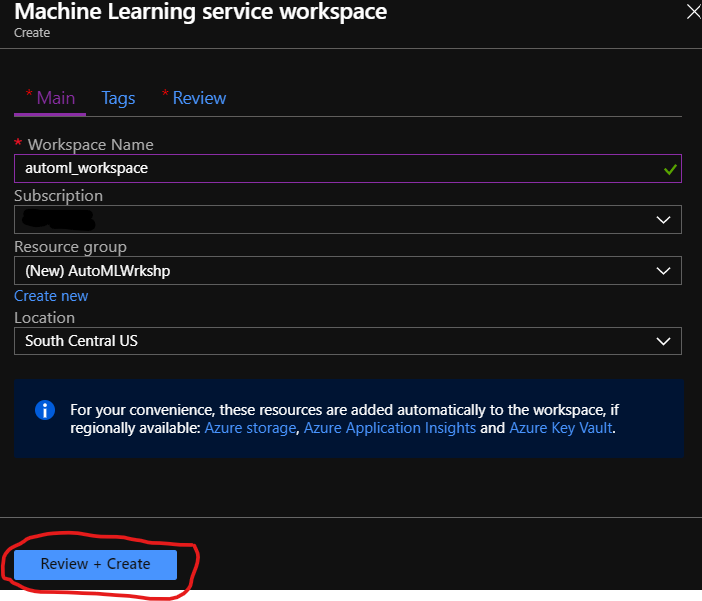 Machine Learning service workspace
Create
* Main Tags * Review
* Workspace Name
automl_workspace
Subscription
Resource group
(New) AutoMLWrkshp
Create new
Location
South Central US
For your convenience, these resources are added automatically to the workspace, if
regionally available: Azure storage, Azure Application Insights and Azure Key Vault.
Review + Create